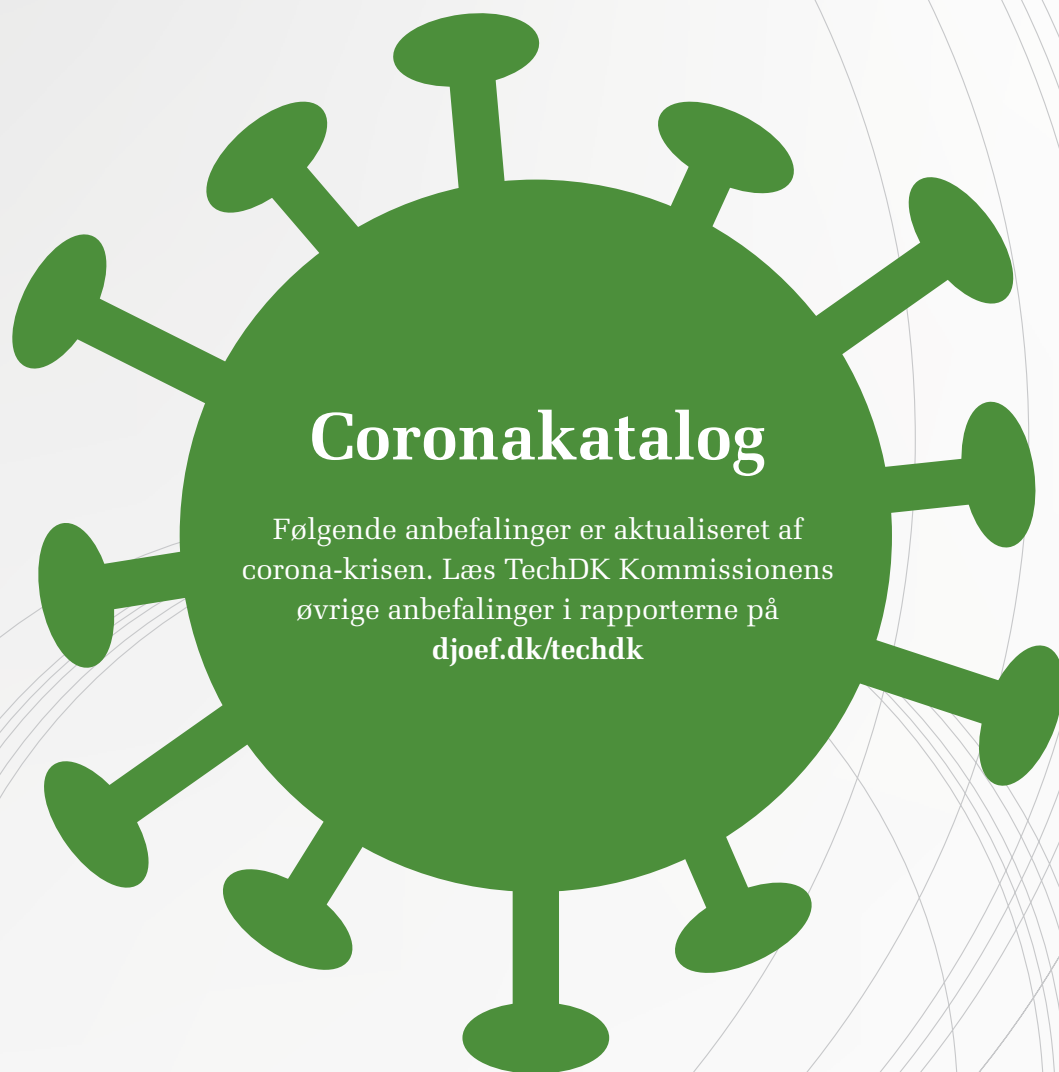 Coronakatalog
Følgende anbefalinger er aktualiseret af
corona-krisen. Læs TechDK Kommissionens
øvrige anbefalinger i rapporterne på
djoef.dk/techdk